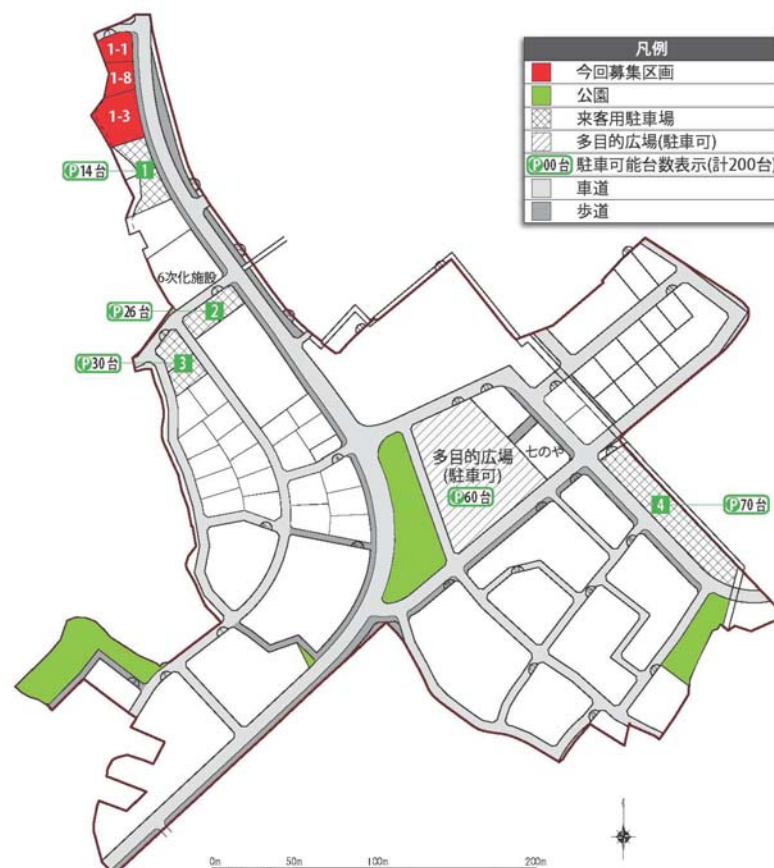 凡例
今回募集区画
公園
来客用駐車場
多目的広場(駐車可)
P00台 駐車可能台数表示(計200台)
車道
歩道
1-1
1-8
1-3
P14台
1
6次化施設
P26台
2
P30台
3
多目的広場
(駐車可)
P60台
七のや
4
P70台
0m 50m 100m 200m